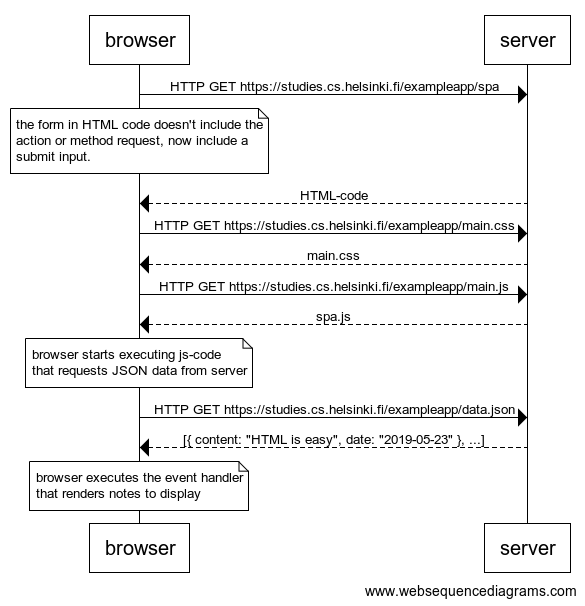 browser
server
HTTP GET https://studies.cs.helsinki.fi/exampleapp/spa
the form in HTML code doesn't include the
action or method request, now include a
submit input.
HTML-code
HTTP GET https://studies.cs.helsinki.fi/exampleapp/main.css
main.css
HTTP GET https://studies.cs.helsinki.fi/exampleapp/main.js
spa.js
browser starts executing js-code
that requests JSON data from server
HTTP GET https://studies.cs.helsinki.fi/exampleapp/data.json
[{ content: "HTML is easy", date: "2019-05-23" }, ...]
browser executes the event handler
that renders notes to display
browser
server
www.websequencediagrams.com